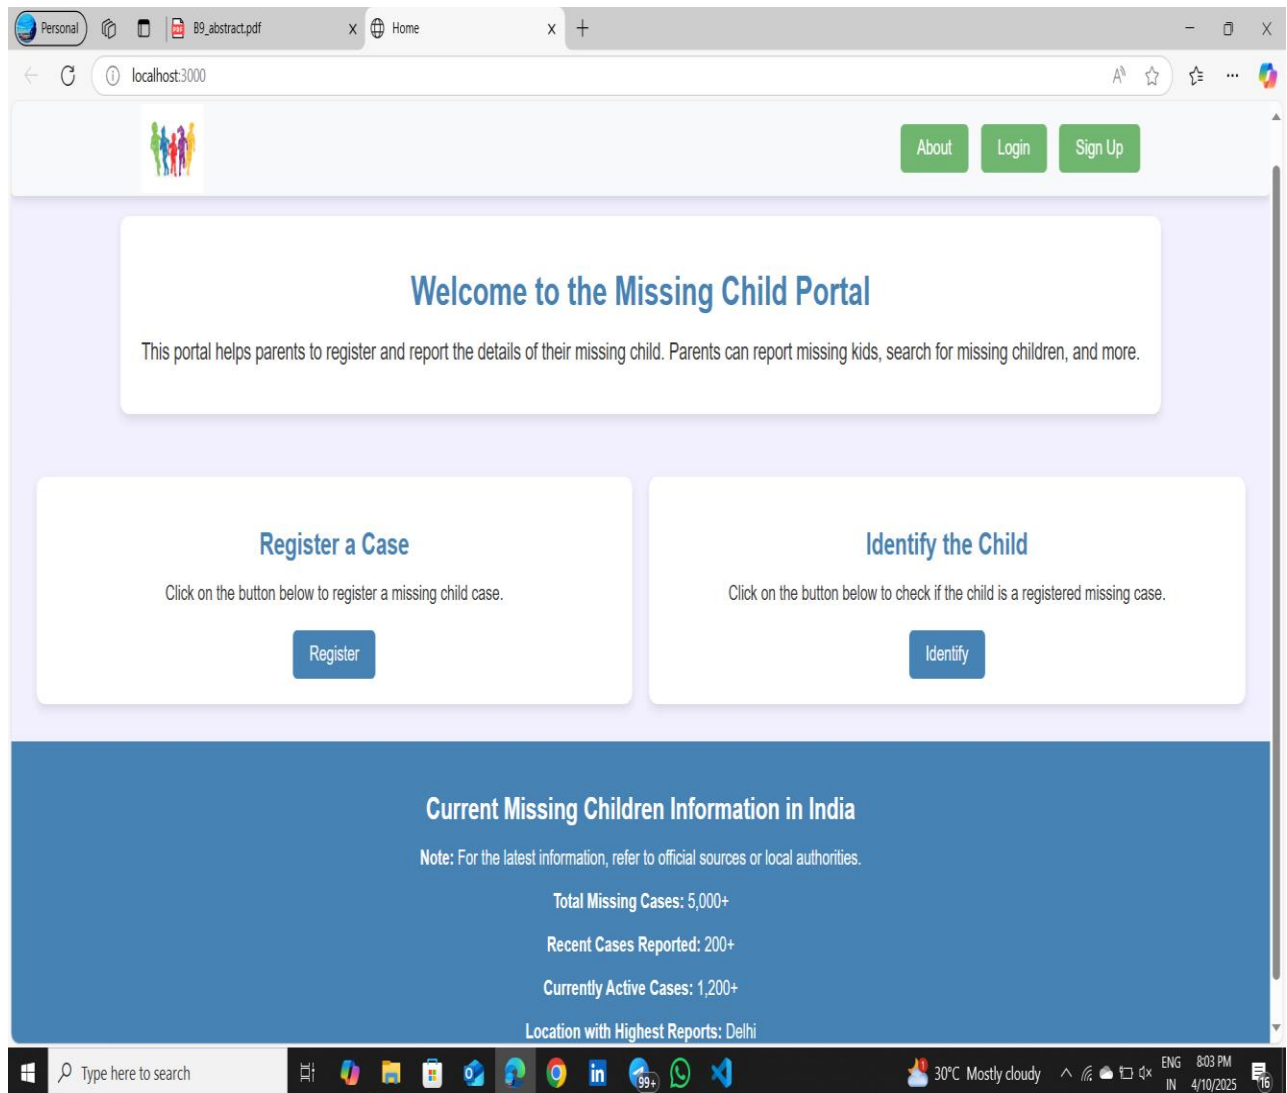 Personal
B9_abstract.pdf
Home
localhost:3000
About
Login
Sign Up
Welcome to the Missing Child Portal
This portal helps parents to register and report the details of their missing child. Parents can report missing kids, search for missing children, and more.
Register a Case
Click on the button below to register a missing child case.
Register
Identify the Child
Click on the button below to check if the child is a registered missing case.
Identify
Current Missing Children Information in India
Note: For the latest information, refer to official sources or local authorities.
Total Missing Cases: 5,000+
Recent Cases Reported: 200+
Currently Active Cases: 1,200+
Location with Highest Reports: Delhi
Type here to search
in
99+
30°C Mostly cloudy
ENG
IN
8:03 PM
4/10/2025
16